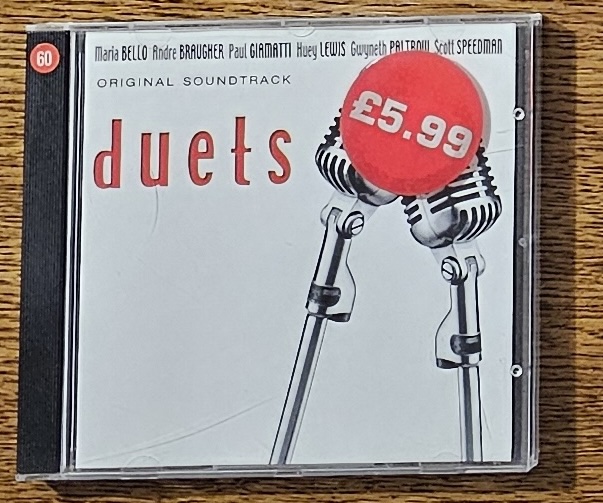 60
Maria BELLO Andre BRAUGHER Paul GIAMATTI Huey LEWIS Gwyneth PALTROW Scott SPEEDMAN
ORIGINAL SOUNDTRACK
duets
£5.99